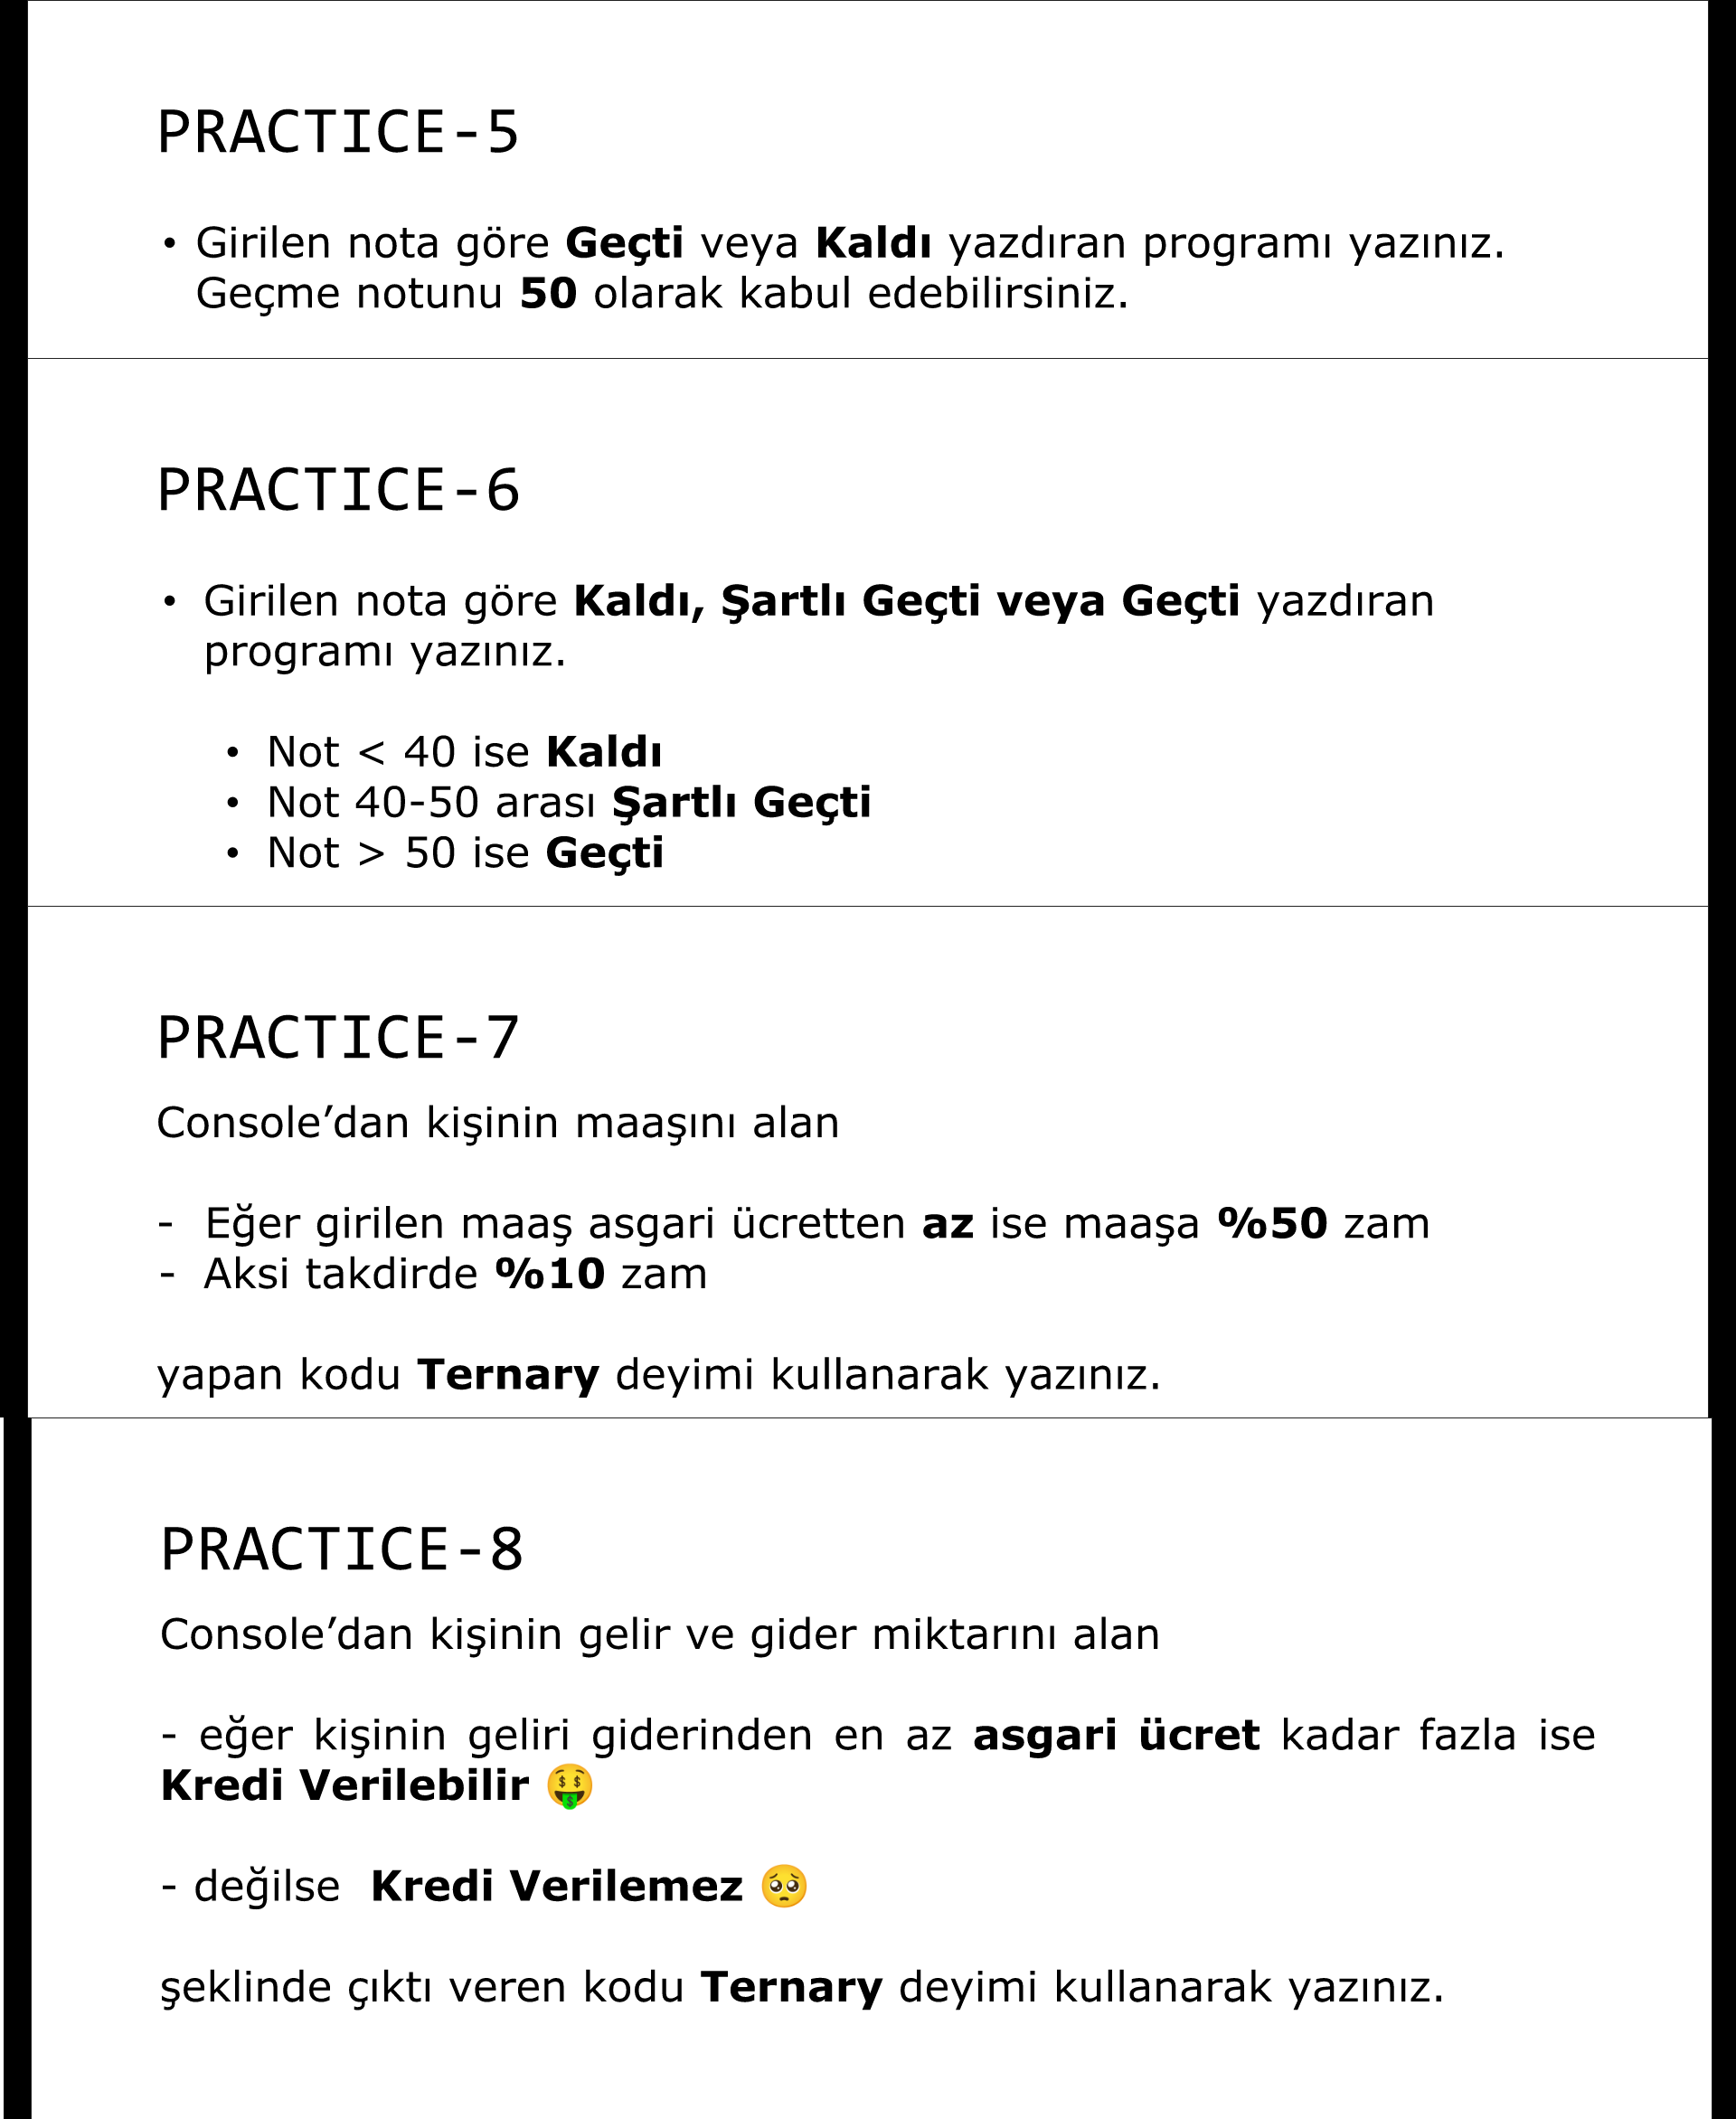 PRACTICE-5
• Girilen nota göre Geçti veya Kaldı yazdıran programı yazınız.
Geçme notunu 50 olarak kabul edebilirsiniz.
PRACTICE-6
• Girilen nota göre Kaldı, Şartlı Geçti veya Geçti yazdıran
programı yazınız.
• Not < 40 ise Kaldı
• Not 40-50 arası Şartlı Geçti
• Not > 50 ise Geçti
PRACTICE-7
Console’dan kişinin maaşını alan
- Eğer girilen maaş asgari ücretten az ise maaşa %50 zam
- Aksi takdirde %10 zam
yapan kodu Ternary deyimi kullanarak yazınız.
PRACTICE-8
Console’dan kişinin gelir ve gider miktarını alan
- eğer kişinin geliri giderinden en az asgari ücret kadar fazla ise
Kredi Verilebilir 🤑
- değilse Kredi Verilemez 🥺
şeklinde çıktı veren kodu Ternary deyimi kullanarak yazınız.